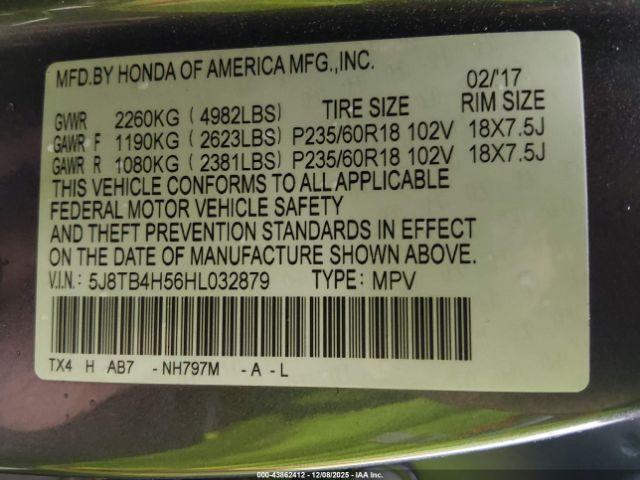 MFD.BY HONDA OF AMERICA MFG.,INC. 02/'17
GVWR 2260KG ( 4982LBS) TIRE SIZE RIM SIZE
GAWR F 1190KG ( 2623LBS) P235/60R18 102V 18X7.5J
GAWR R 1080KG ( 2381LBS) P235/60R18 102V 18X7.5J
THIS VEHICLE CONFORMS TO ALL APPLICABLE
FEDERAL MOTOR VEHICLE SAFETY
AND THEFT PREVENTION STANDARDS IN EFFECT
ON THE DATE OF MANUFACTURE SHOWN ABOVE.
V.I.N.: 5J8TB4H56HL032879 TYPE: MPV
TX4 H AB7 - NH797M - A - L
000-43862412 | 12/08/2025 | IAAI.COM